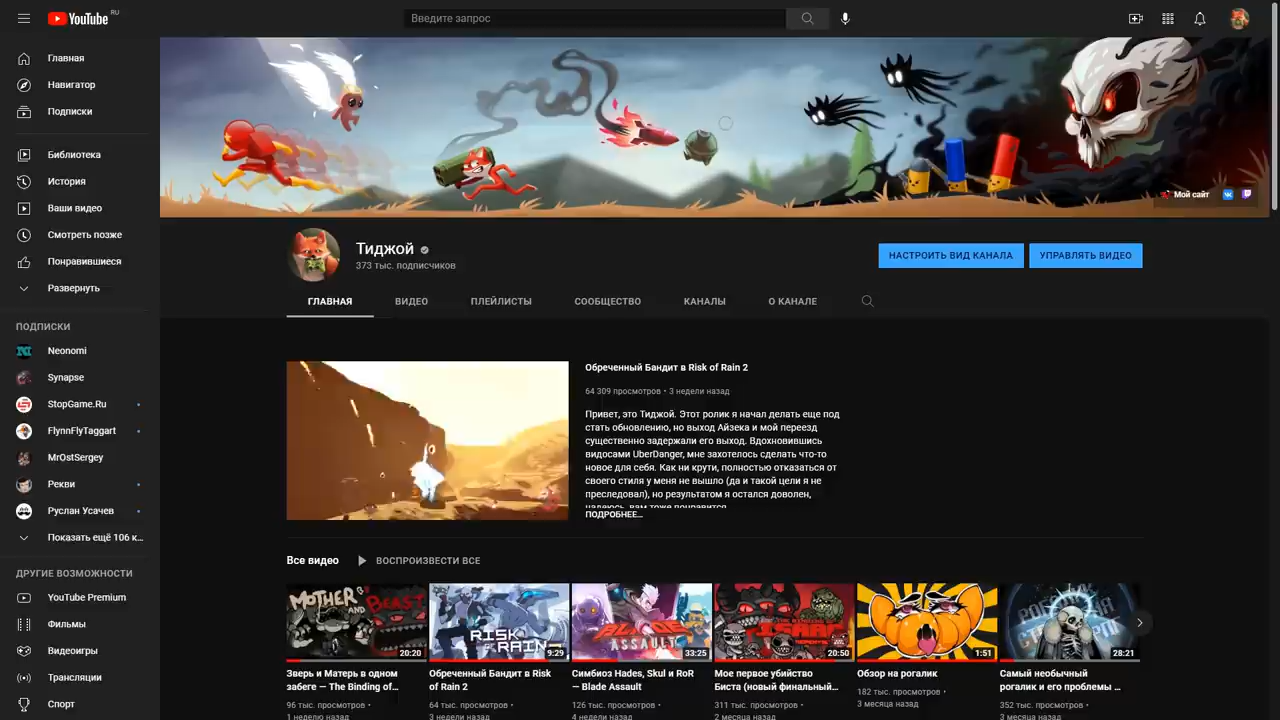 YouTube RU
Введите запрос
Главная
Навигатор
Подписки
Библиотека
История
Ваши видео
Смотреть позже
Понравившиеся
Развернуть
ПОДПИСКИ
Neonomi
Synapse
StopGame.Ru
FlynnFlyTaggart
MrOstSergey
Рекви
Руслан Усачев
Показать ещё 106 к...
ДРУГИЕ ВОЗМОЖНОСТИ
YouTube Premium
Фильмы
Видеоигры
Трансляции
Спорт
Мой сайт
Тиджой
373 тыс. подписчиков
НАСТРОИТЬ ВИД КАНАЛА
УПРАВЛЯТЬ ВИДЕО
ГЛАВНАЯ
ВИДЕО
ПЛЕЙЛИСТЫ
СООБЩЕСТВО
КАНАЛЫ
О КАНАЛЕ
Обреченный Бандит в Risk of Rain 2
64 309 просмотров • 3 недели назад
Привет, это Тиджой. Этот ролик я начал делать еще под
стать обновлению, но выход Айзека и мой переезд
существенно задержали его выход. Вдохновившись
видосами UberDanger, мне захотелось сделать что-то
новое для себя. Как ни крути, полностью отказаться от
своего стиля у меня не вышло (да и такой цели я не
преследовал), но результатом я остался доволен,
надеюсь, вам тоже понравится
ПОДРОБНЕЕ...
Все видео
ВОСПРОИЗВЕСТИ ВСЕ
MOTHER AND BEAST
20:20
Зверь и Матерь в одном
забеге — The Binding of...
96 тыс. просмотров •
1 неделю назад
RISK RAIN
9:29
Обреченный Бандит в Risk
of Rain 2
64 тыс. просмотров •
3 недели назад
BLADE
ASSAULT
33:25
Симбиоз Hades, Skul и RoR
— Blade Assault
126 тыс. просмотров •
4 недели назад
ISAAC
20:50
Мое первое убийство
Биста (новый финальный...
311 тыс. просмотров •
2 месяца назад
1:51
Обзор на рогалик
182 тыс. просмотров •
3 месяца назад
28:21
Самый необычный
рогалик и его проблемы ...
352 тыс. просмотров •
3 месяца назад